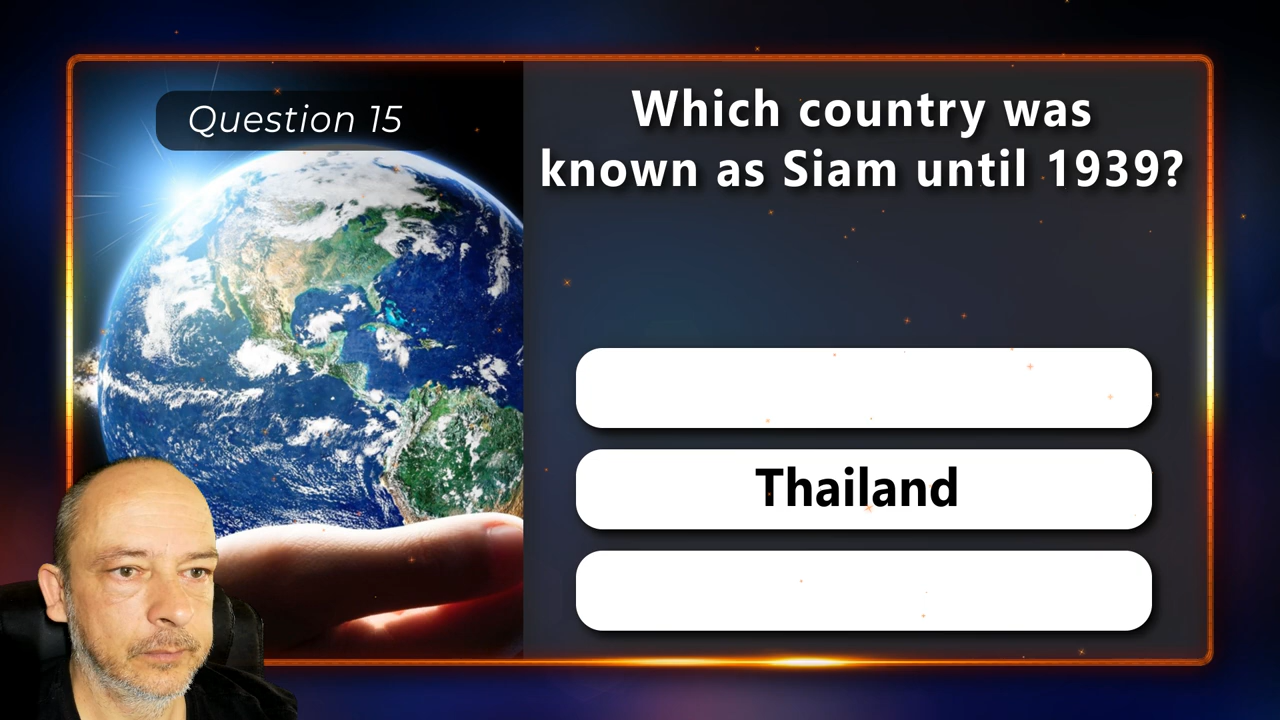 Question 15
Which country was
known as Siam until 1939?
Thailand